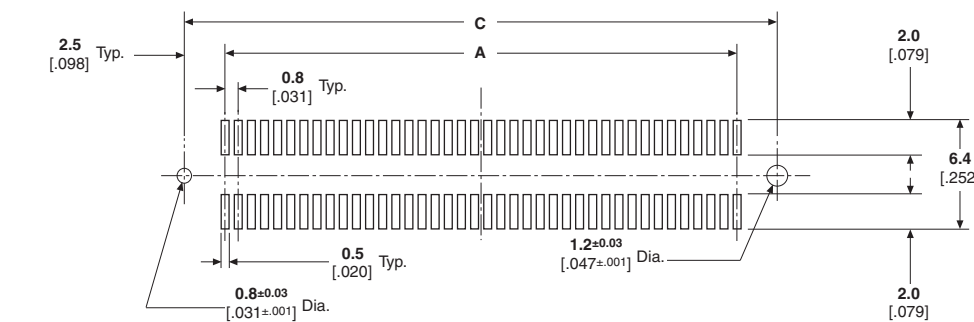 C
2.5
[.098] Typ.
A
2.0
[.079]
0.8
[.031] Typ.
6.4
[.252
0.5
[.020] Typ.
1.2±0.03
[.047±.001] Dia.
0.8±0.03
[.031±.001] Dia.
2.0
[.079]